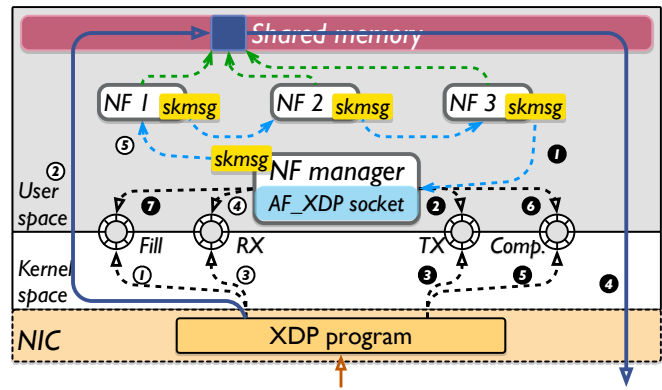 Shared memory
NF 1 skmsg
NF 2 skmsg
NF 3 skmsg
⑤
skmsg
❶
②
NF manager
User
space
AF_XDP socket
❼
④
❷
❻
Fill
RX
TX
Comp.
Kernel
space
①
③
❸
❺
❹
NIC
XDP program